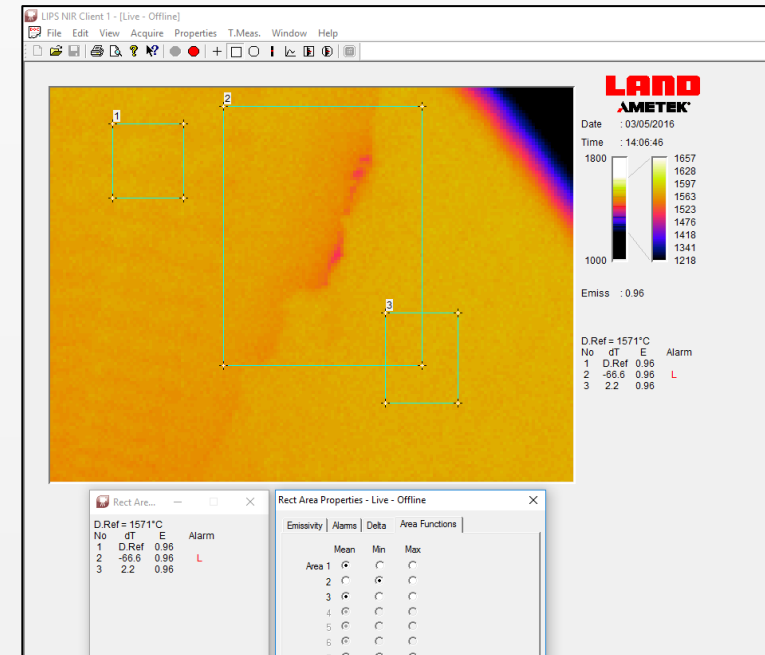 LIPS NIR Client 1 - [Live - Offline]
File Edit View Acquire Properties T.Meas. Window Help
LAND
AMETEK®
Date : 03/05/2016
Time : 14:06:46
1800
1000
1657
1628
1597
1563
1523
1476
1418
1341
1218
Emiss : 0.96
D.Ref = 1571°C
No dT E Alarm
1 D.Ref 0.96
2 -66.6 0.96 L
3 2.2 0.96
1
2
3
Rect Are...
D.Ref = 1571°C
No dT E Alarm
1 D.Ref 0.96
2 -66.6 0.96 L
3 2.2 0.96
Rect Area Properties - Live - Offline
Emissivity Alarms Delta Area Functions
Mean Min Max
Area 1
2
3
4
5
6